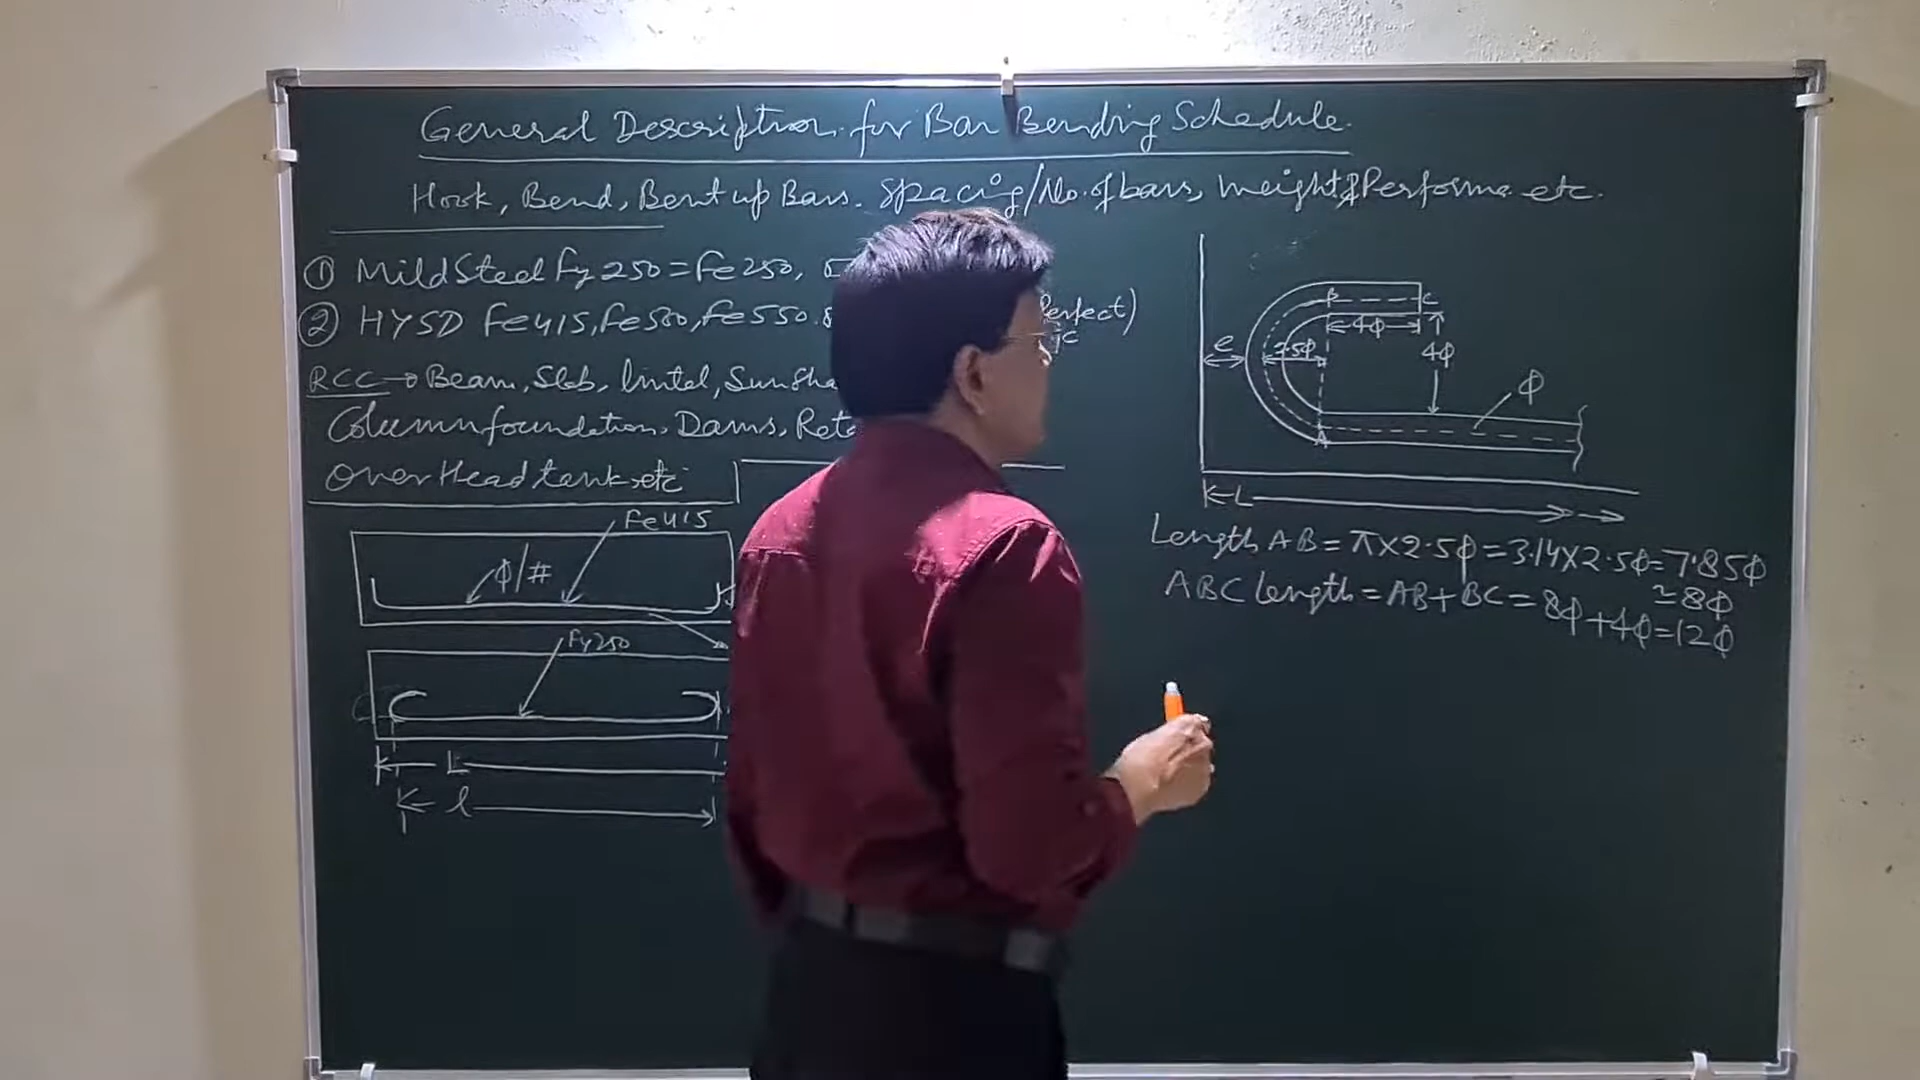 General Description for Bar Bending Schedule.
Hook, Bend, Bent up Bars. Spacing/No. of bars, Weight & Performa etc.
① Mild Steel Fy 250 = Fe250,
② HYSD Fe415, Fe500, Fe550.
RCC → Beam, Slab, lintel,
Column foundation, Dams,
Over Head tank etc
Fe415
φ/#
Fy250
L
l
B
C
4φ
e
2.5φ
4φ
φ
A
L
Length AB = π×2.5φ = 3.14×2.5φ = 7.85φ
≃8φ
ABC length = AB + BC = 8φ + 4φ = 12φ